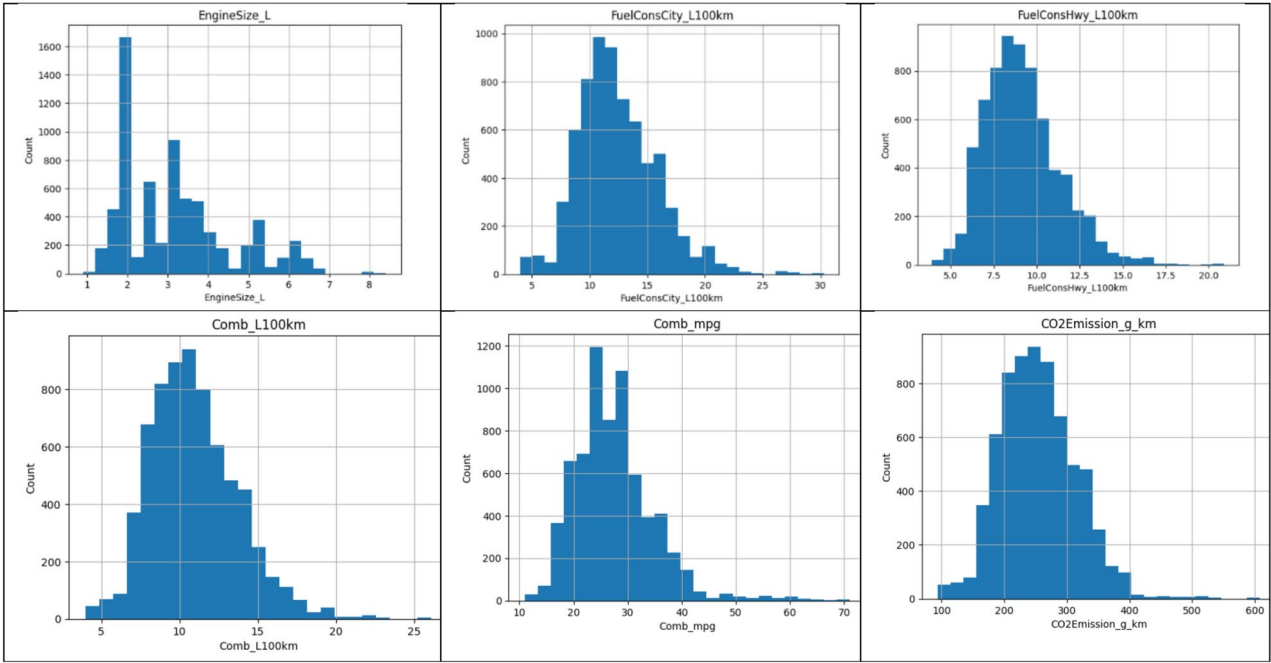 EngineSize_L
1600
1400
1200
1000
800
600
400
200
0
Count
1 2 3 4 5 6 7 8
EngineSize_L
FuelConsCity_L100km
1000
800
600
400
200
0
Count
5 10 15 20 25 30
FuelConsCity_L100km
FuelConsHwy_L100km
800
600
400
200
0
Count
5.0 7.5 10.0 12.5 15.0 17.5 20.0
FuelConsHwy_L100km
Comb_L100km
800
600
400
200
0
Count
5 10 15 20 25
Comb_L100km
Comb_mpg
1200
1000
800
600
400
200
0
Count
10 20 30 40 50 60 70
Comb_mpg
CO2Emission_g_km
800
600
400
200
0
Count
100 200 300 400 500 600
CO2Emission_g_km